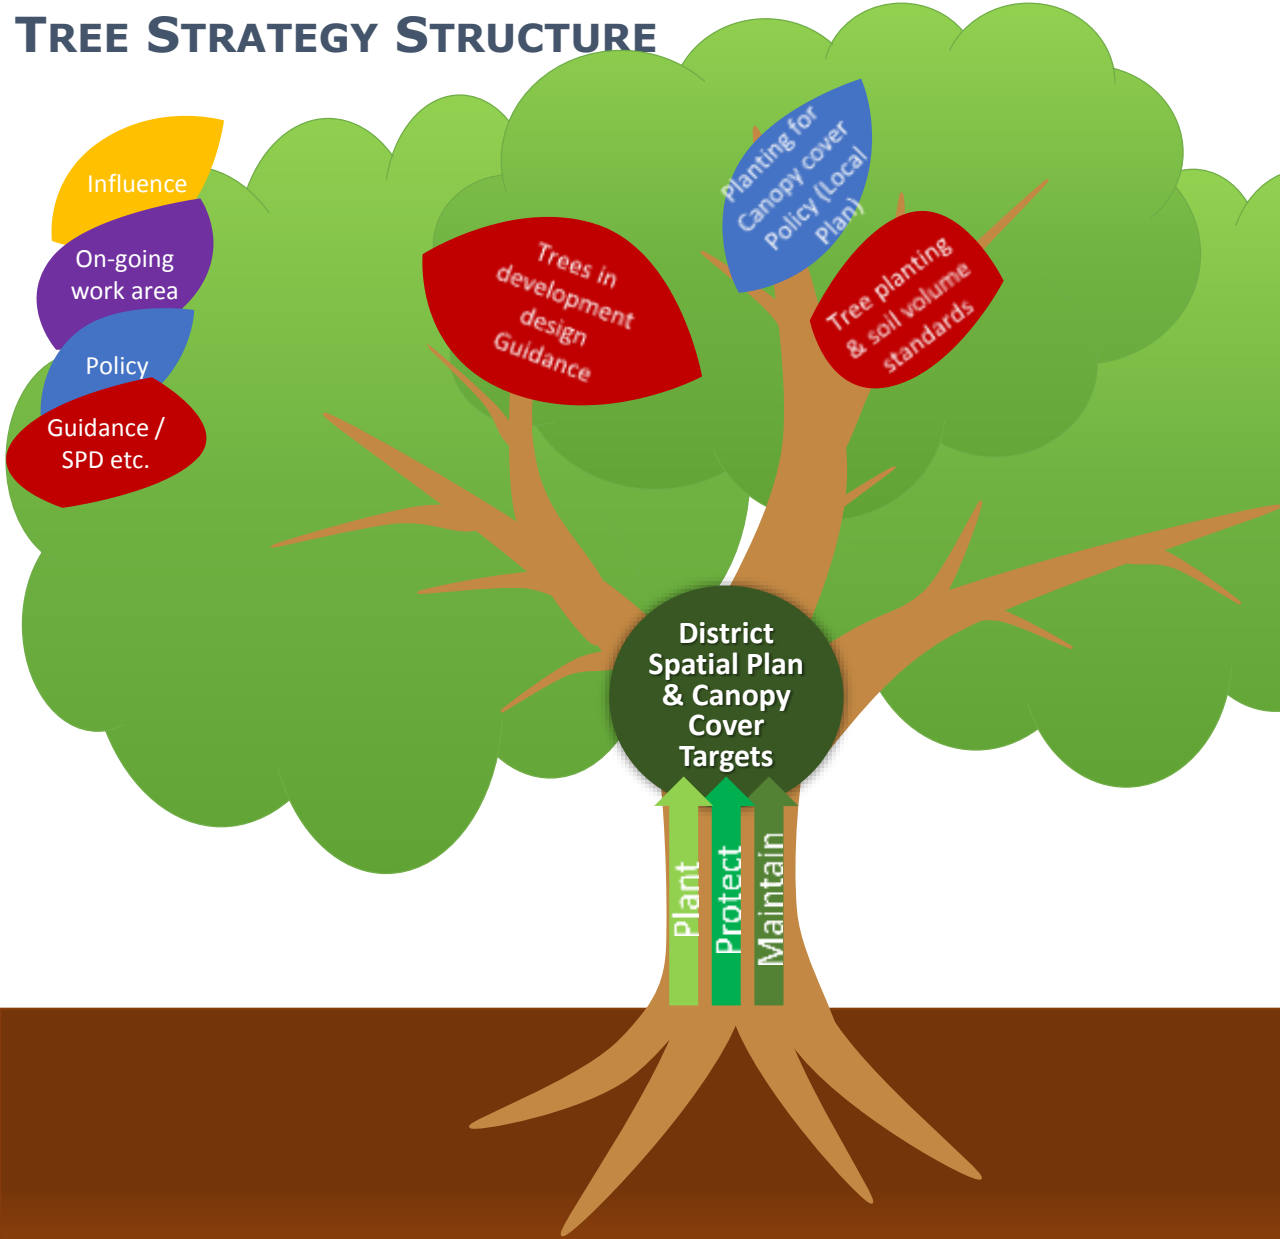 TREE STRATEGY STRUCTURE
Influence
On-going
work area
Policy
Guidance /
SPD etc.
Trees in
development
design
Guidance
Planting for
Canopy cover
Policy (Local
Plan)
Tree planting
& soil volume
standards
District
Spatial Plan
& Canopy
Cover
Targets
Plant
Protect
Maintain